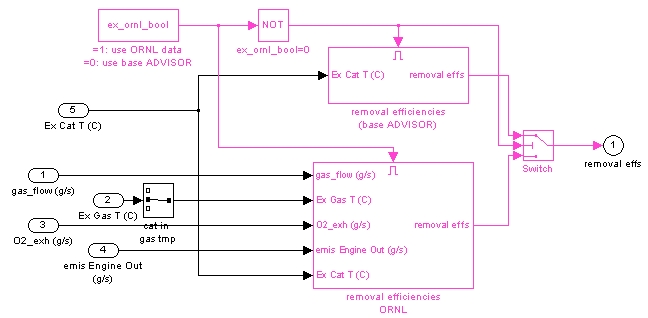 ex_ornl_bool
NOT
=1: use ORNL data
=0: use base ADVISOR
ex_ornl_bool=0
Ex Cat T (C)
removal effs
removal efficiencies
(base ADVISOR)
5
Ex Cat T (C)
Switch
1
removal effs
1
gas_flow (g/s)
2
Ex Gas T (C)
cat in
gas tmp
3
O2_exh (g/s)
4
emis Engine Out
(g/s)
gas_flow (g/s)
Ex Gas T (C)
O2_exh (g/s)
removal effs
emis Engine Out (g/s)
Ex Cat T (C)
removal efficiencies
ORNL